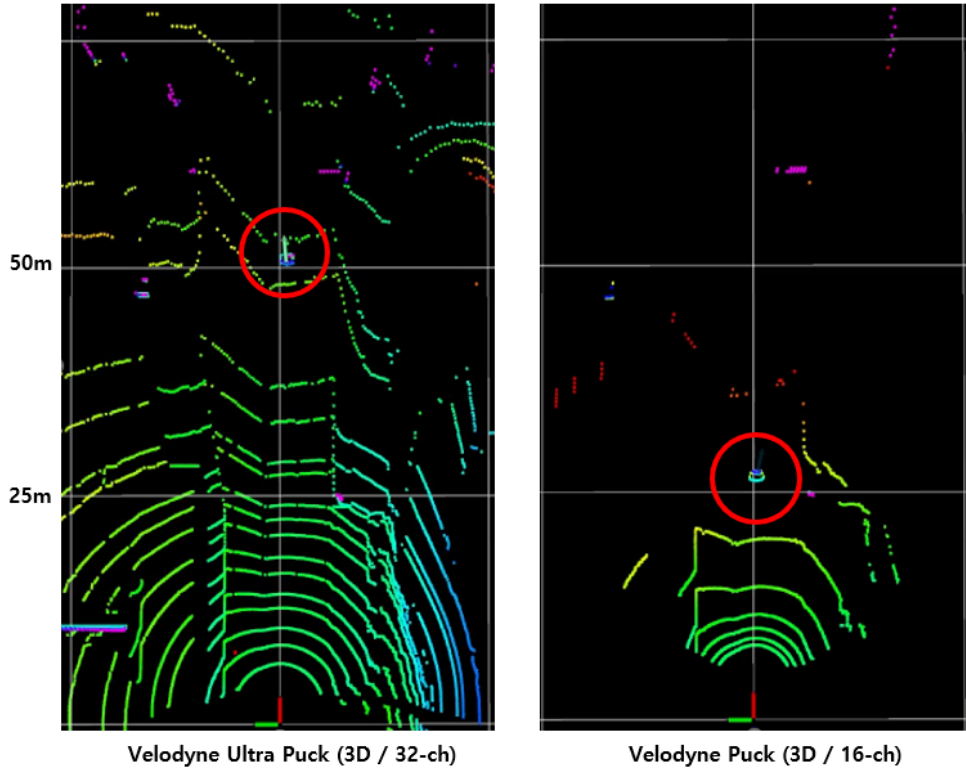 50m
25m
Velodyne Ultra Puck (3D / 32-ch)
Velodyne Puck (3D / 16-ch)